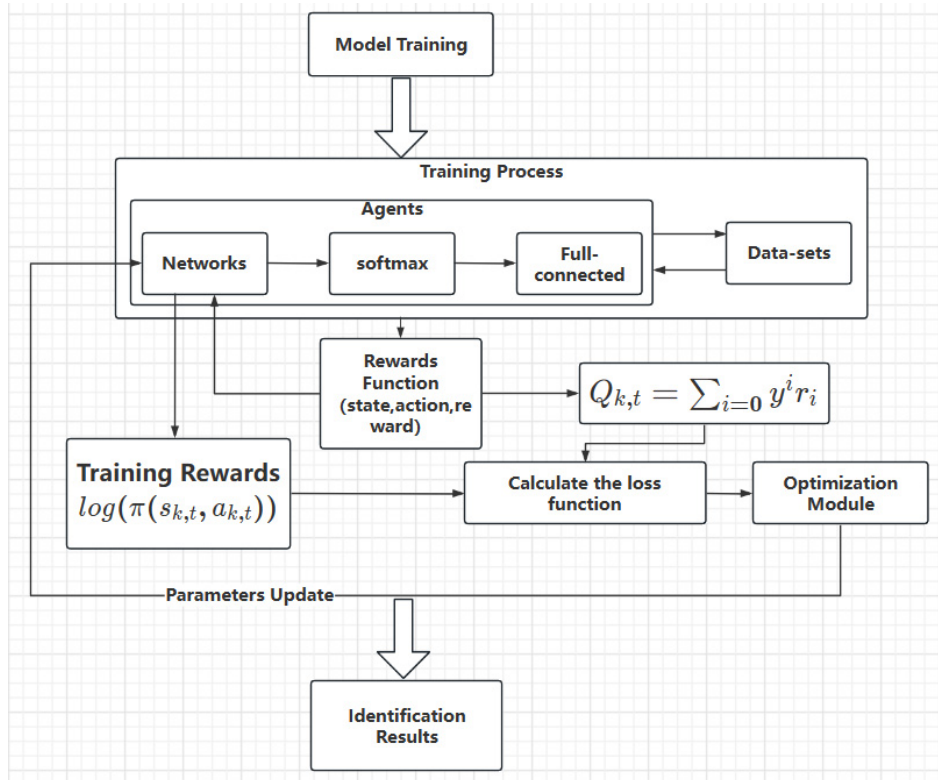 Model Training
Training Process
Agents
Networks
softmax
Full-
connected
Data-sets
Rewards
Function
(state,action,re
ward)
Q_{k,t} = ∑_{i=0} y^i r_i
Training Rewards
log(π(s_{k,t}, a_{k,t}))
Calculate the loss
function
Optimization
Module
Parameters Update
Identification
Results